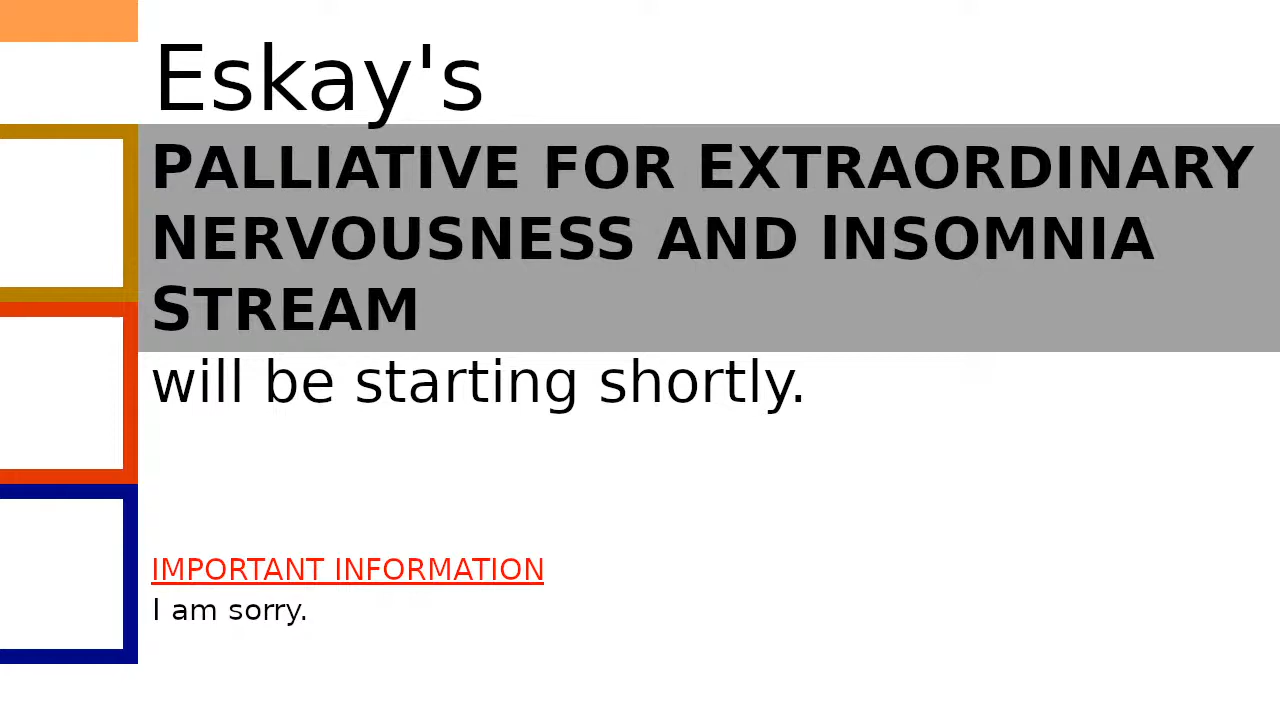 Eskay's
PALLIATIVE FOR EXTRAORDINARY
NERVOUSNESS AND INSOMNIA
STREAM
will be starting shortly.
IMPORTANT INFORMATION
I am sorry.